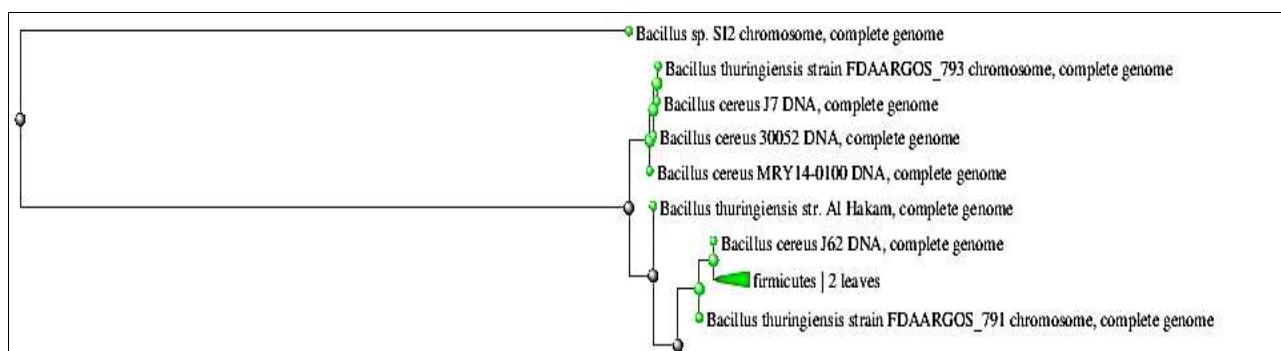 Bacillus sp. SI2 chromosome, complete genome
Bacillus thuringiensis strain FDAARGOS_793 chromosome, complete genome
Bacillus cereus J7 DNA, complete genome
Bacillus cereus 30052 DNA, complete genome
Bacillus cereus MRY14-0100 DNA, complete genome
Bacillus thuringiensis str. Al Hakam, complete genome
Bacillus cereus J62 DNA, complete genome
firmicutes | 2 leaves
Bacillus thuringiensis strain FDAARGOS_791 chromosome, complete genome